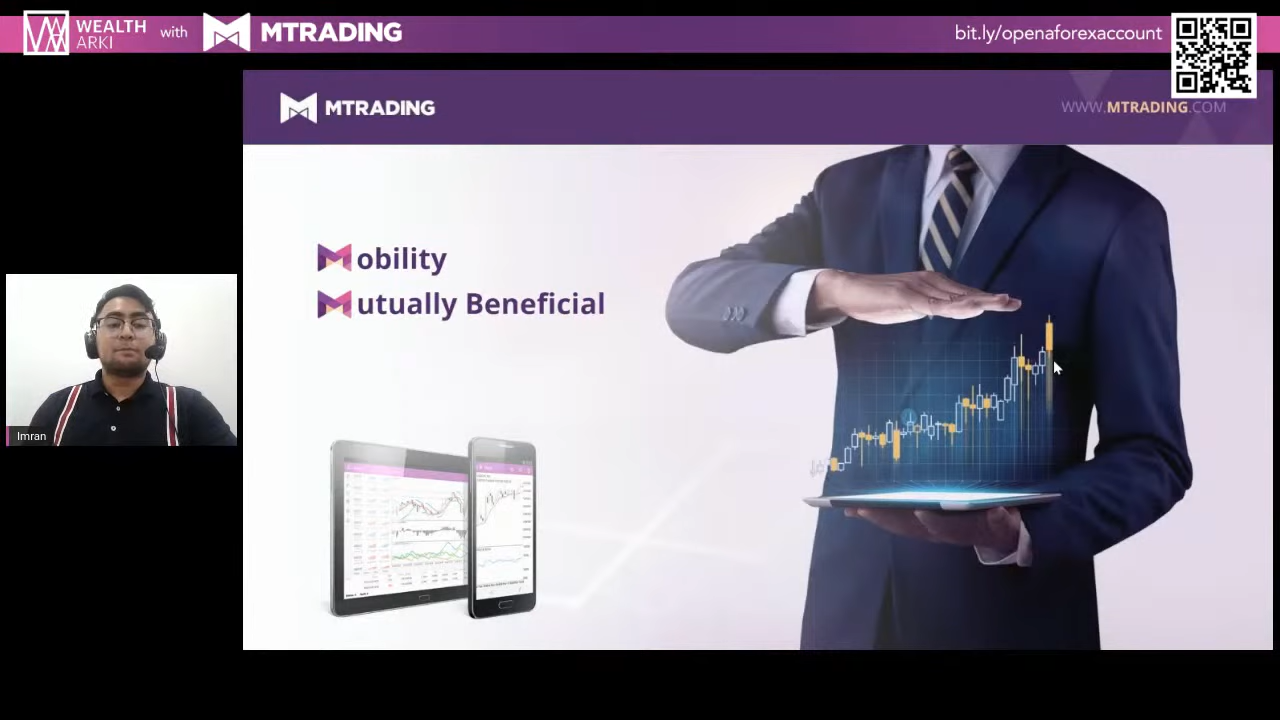 WEALTH
ARKI
with
MTRADING
bit.ly/openaforexaccount
MTRADING
WWW.MTRADING.COM
Mobility
Mutually Beneficial
Imran